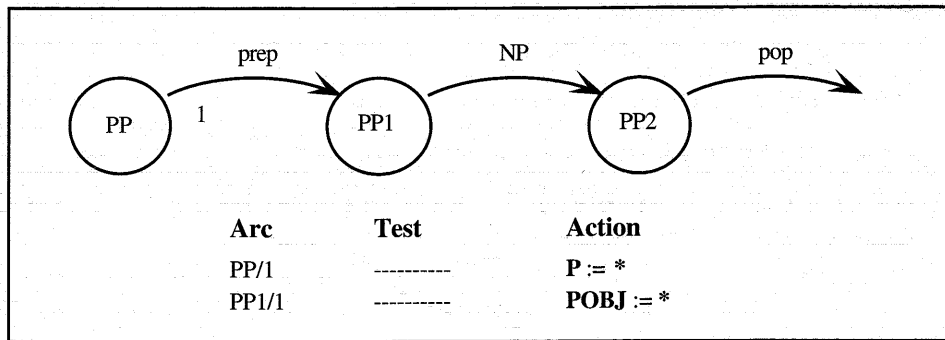 prep NP pop
PP 1 PP1 PP2
Arc Test Action
PP/1 ---------- P := *
PP1/1 ---------- POBJ := *